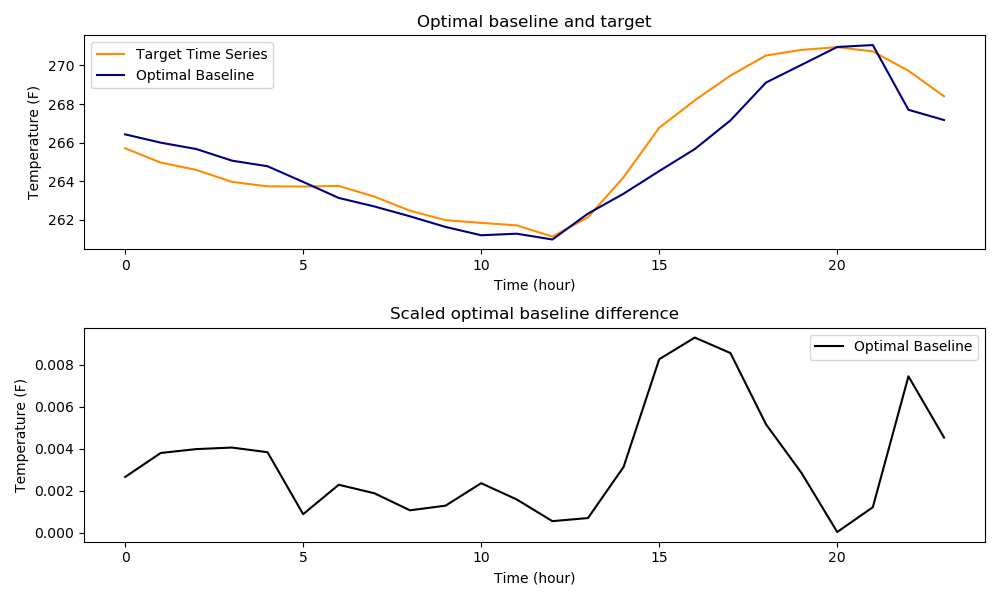 Optimal baseline and target
Temperature (F)
270
268
266
264
262
Target Time Series
Optimal Baseline
0 5 10 15 20
Time (hour)
Scaled optimal baseline difference
Temperature (F)
0.008
0.006
0.004
0.002
0.000
Optimal Baseline
0 5 10 15 20
Time (hour)